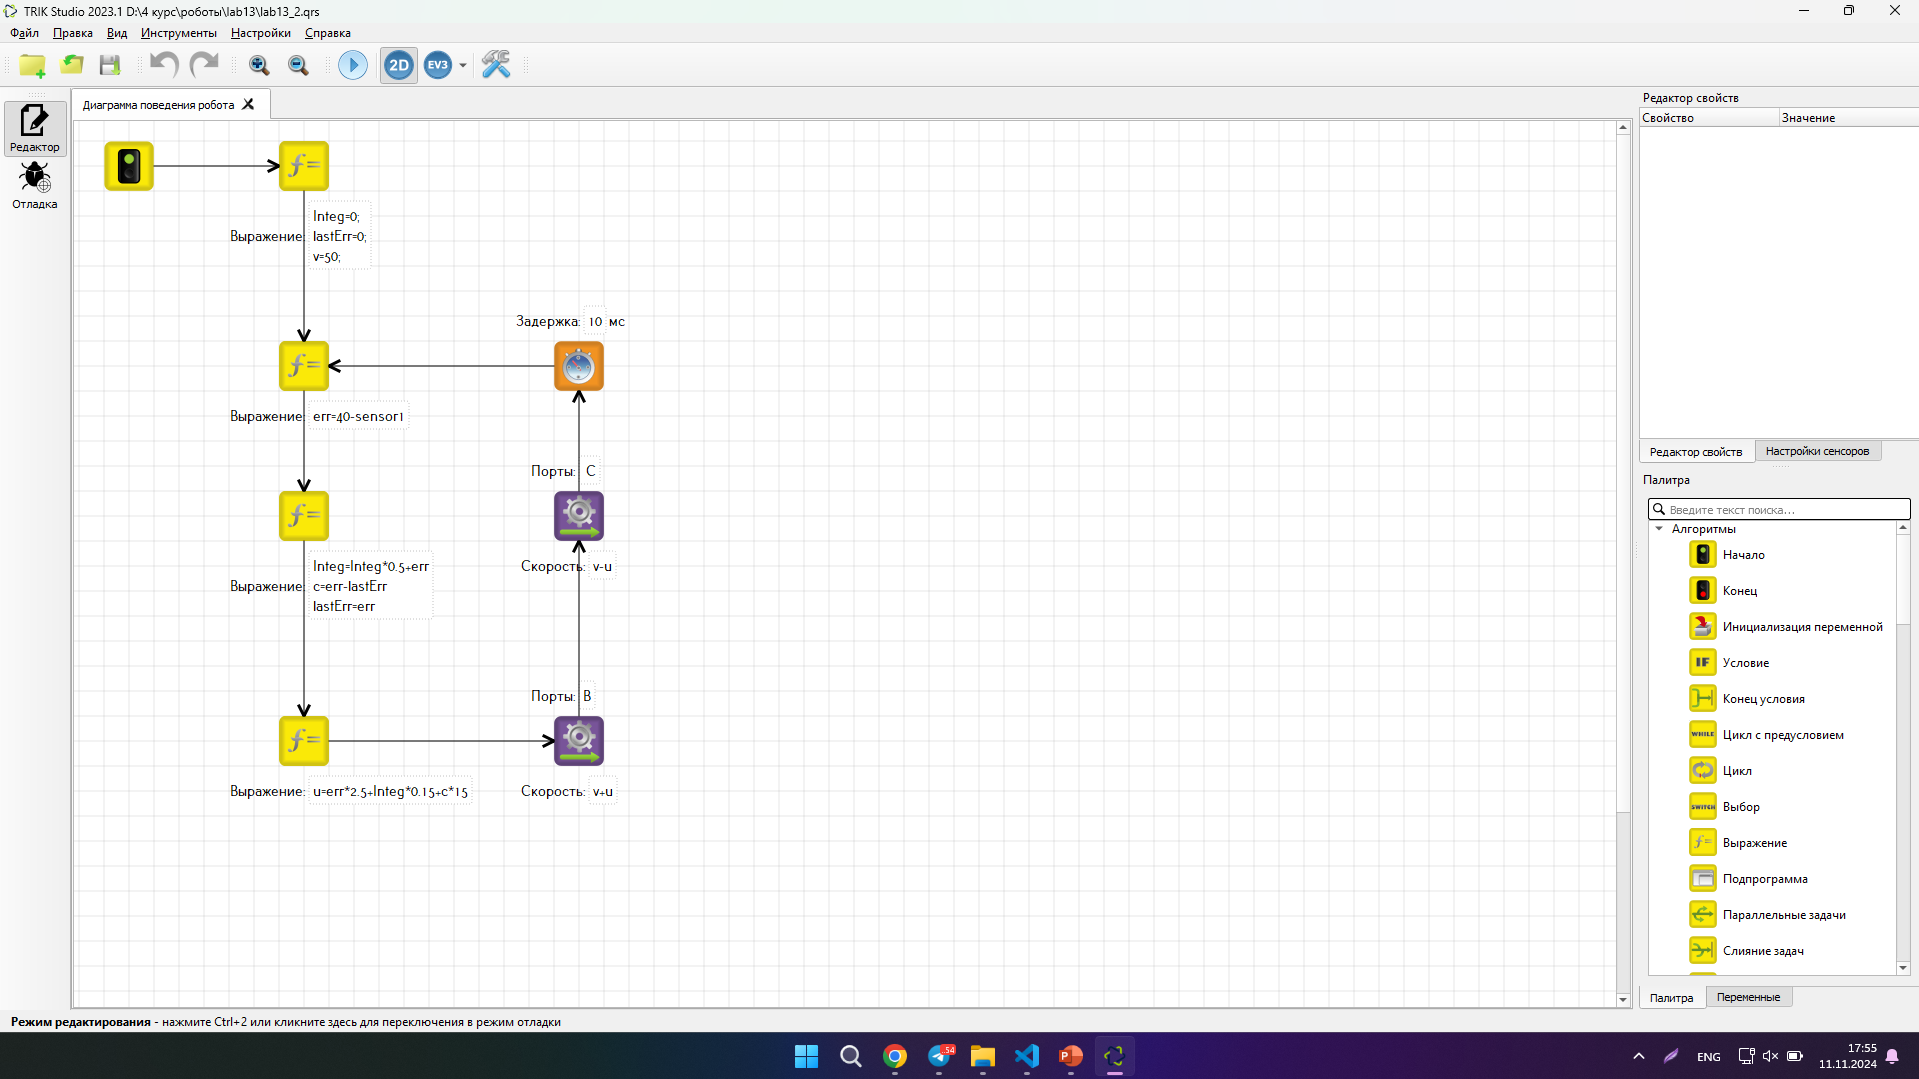 TRIK Studio 2023.1 D:\4 курс\роботы\lab13\lab13_2.qrs
Файл Правка Вид Инструменты Настройки Справка
2D EV3
Диаграмма поведения робота
Редактор
Отладка
Выражение: Integ=0;
lastErr=0;
v=50;
Задержка: 10 мс
Выражение: err=40-sensor1
Порты: C
Скорость: v-u
Выражение: Integ=Integ*0.5+err
c=err-lastErr
lastErr=err
Порты: B
Выражение: u=err*2.5+Integ*0.15+c*15
Скорость: v+u
Редактор свойств
Свойство Значение
Редактор свойств Настройки сенсоров
Палитра
Введите текст поиска...
Алгоритмы
Начало
Конец
Инициализация переменной
IF Условие
Конец условия
WHILE Цикл с предусловием
Цикл
SWITCH Выбор
Выражение
Подпрограмма
Параллельные задачи
Слияние задач
Палитра Переменные
Режим редактирования - нажмите Ctrl+2 или кликните здесь для переключения в режим отладки
54
ENG
17:55
11.11.2024